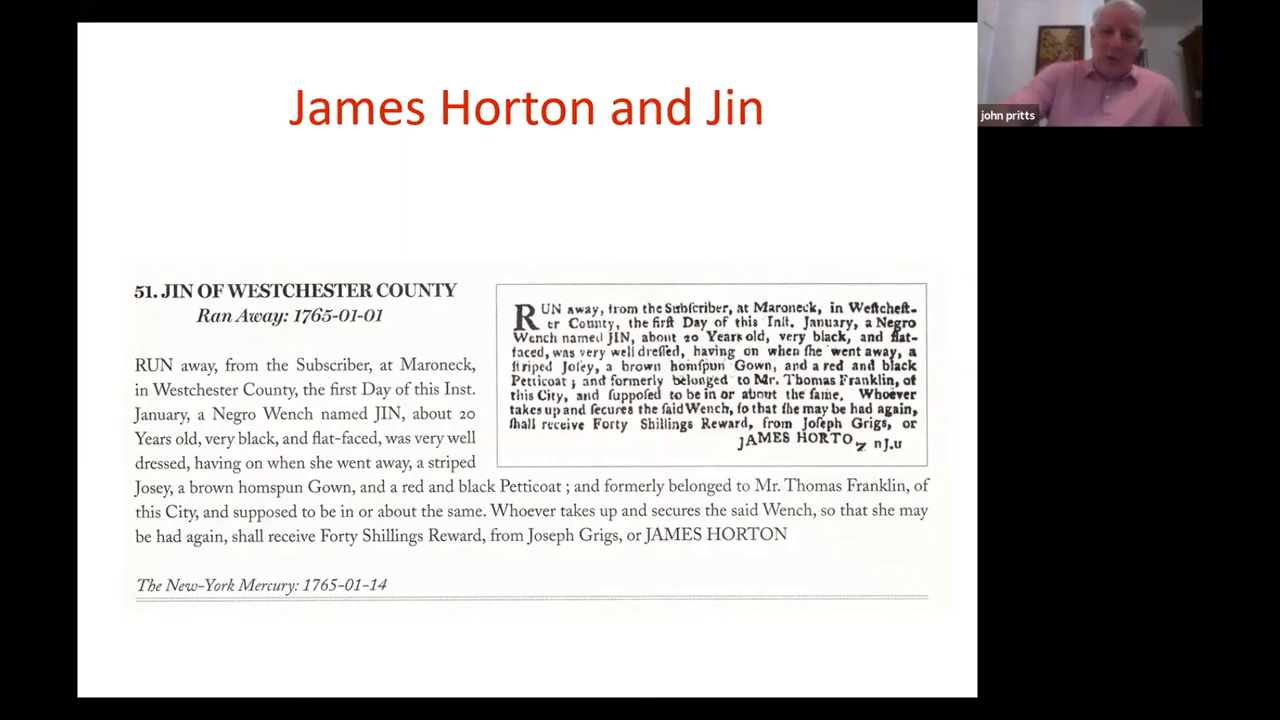 James Horton and Jin
john pritts
51. JIN OF WESTCHESTER COUNTY
Ran Away: 1765-01-01
RUN away, from the Subscriber, at Maroneck,
in Westchester County, the first Day of this Inst.
January, a Negro Wench named JIN, about 20
Years old, very black, and flat-faced, was very well
dressed, having on when she went away, a striped
Josey, a brown homspun Gown, and a red and black Petticoat ; and formerly belonged to Mr. Thomas Franklin, of
this City, and supposed to be in or about the same. Whoever takes up and secures the said Wench, so that she may
be had again, shall receive Forty Shillings Reward, from Joseph Grigs, or JAMES HORTON
The New-York Mercury: 1765-01-14
RUN away, from the Subſcriber, at Maroneck, in Weſtcheſt-
er County, the firſt Day of this Inſt. January, a Negro
Wench named JIN, about 20 Years old, very black, and flat-
faced, was very well dreſſed, having on when ſhe went away, a
ſtriped Joſey, a brown homſpun Gown, and a red and black
Petticoat ; and formerly belonged to Mr. Thomas Franklin, of
this City, and ſuppoſed to be in or about the ſame. Whoever
takes up and ſecures the ſaid Wench, ſo that ſhe may be had again,
ſhall receive Forty Shillings Reward, from Joſeph Grigs, or
JAMES HORTO